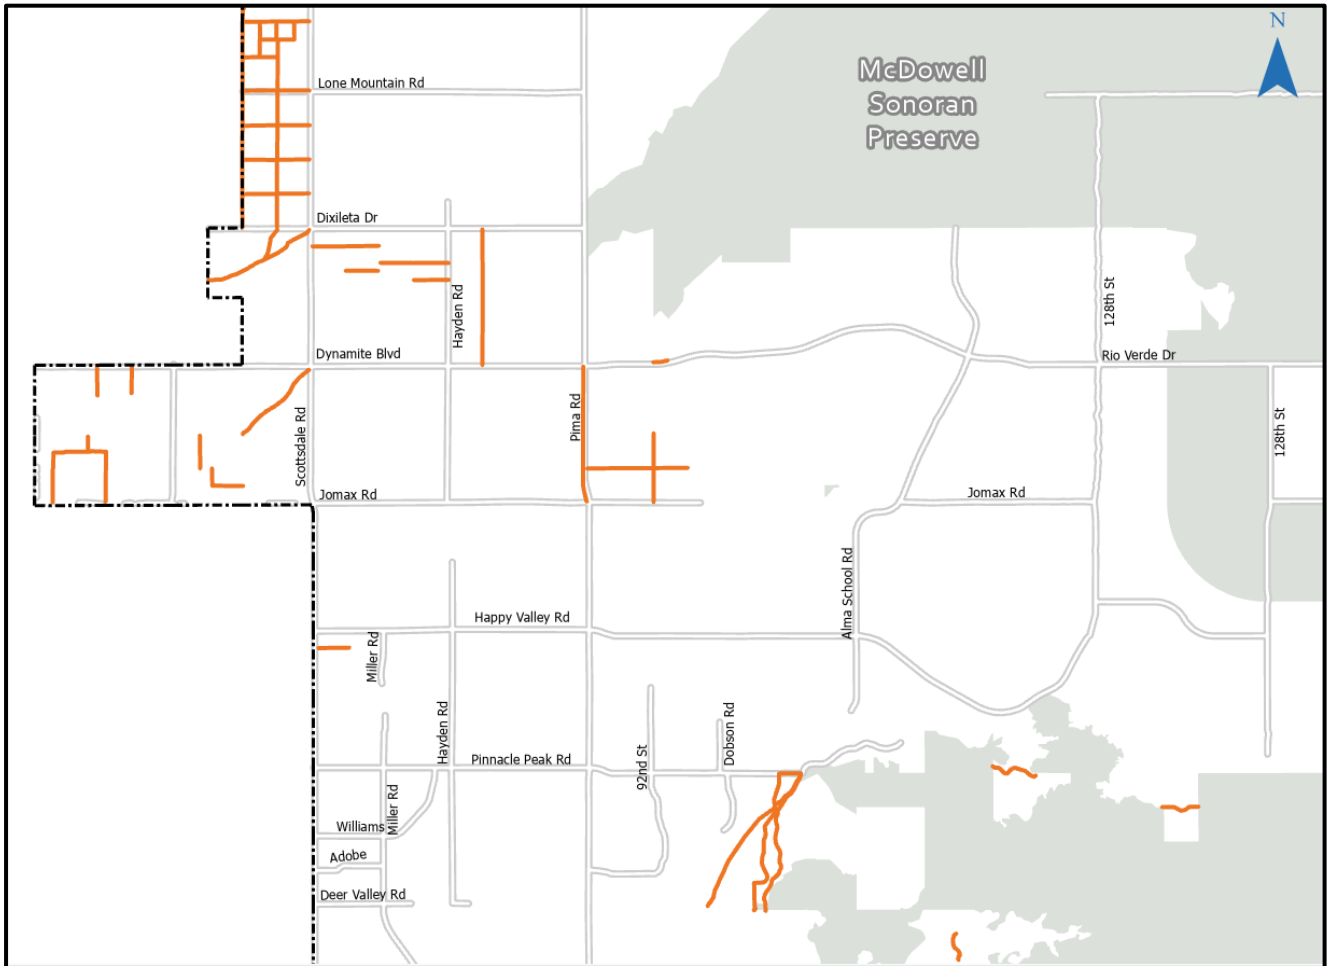 N
McDowell
Sonoran
Preserve
Lone Mountain Rd
Dixileta Dr
Hayden Rd
128th St
Dynamite Blvd
Rio Verde Dr
Scottsdale Rd
Pima Rd
128th St
Jomax Rd
Jomax Rd
Alma School Rd
Happy Valley Rd
Miller Rd
Hayden Rd
Pinnacle Peak Rd
92nd St
Dobson Rd
Miller Rd
Williams
Adobe
Deer Valley Rd